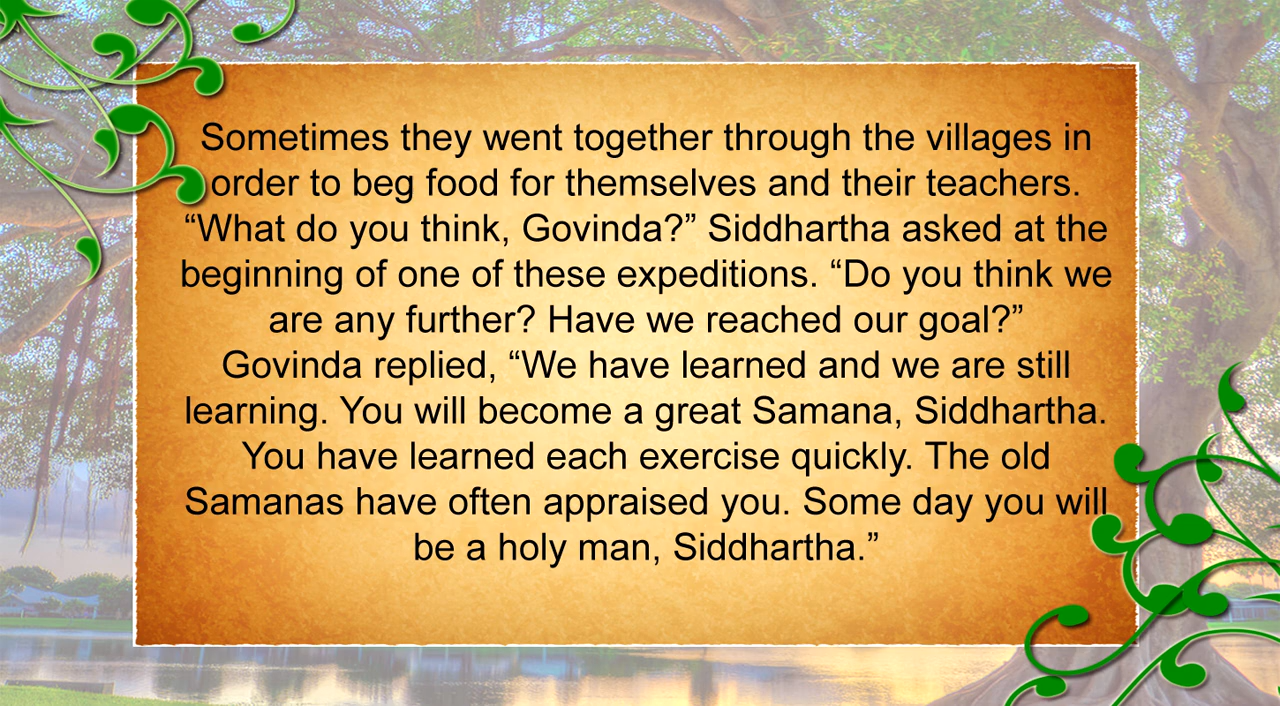 Sometimes they went together through the villages in
order to beg food for themselves and their teachers.
“What do you think, Govinda?” Siddhartha asked at the
beginning of one of these expeditions. “Do you think we
are any further? Have we reached our goal?”
Govinda replied, “We have learned and we are still
learning. You will become a great Samana, Siddhartha.
You have learned each exercise quickly. The old
Samanas have often appraised you. Some day you will
be a holy man, Siddhartha.”